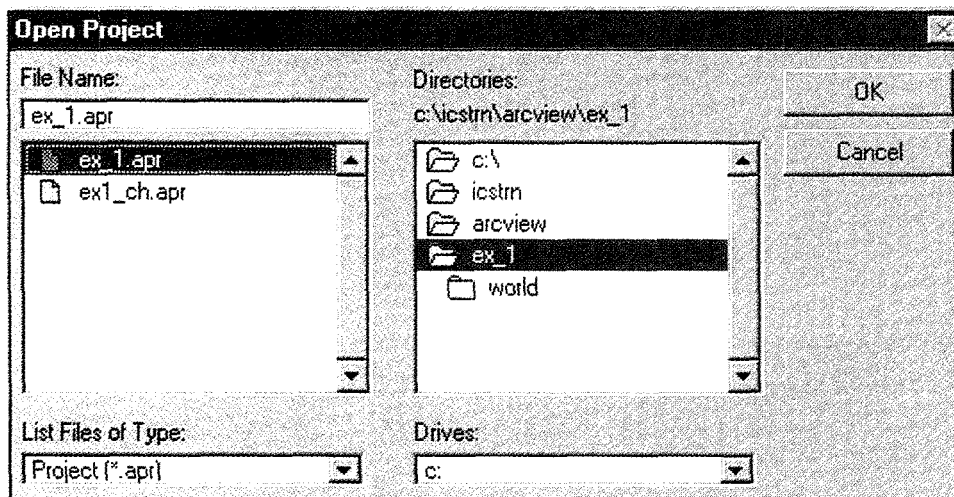 Open Project
File Name:
ex_1.apr
ex_1.apr
ex1_ch.apr
List Files of Type:
Project (*.apr)
Directories:
c:\icstrn\arcview\ex_1
c:\
icstrn
arcview
ex_1
world
Drives:
c:
OK
Cancel